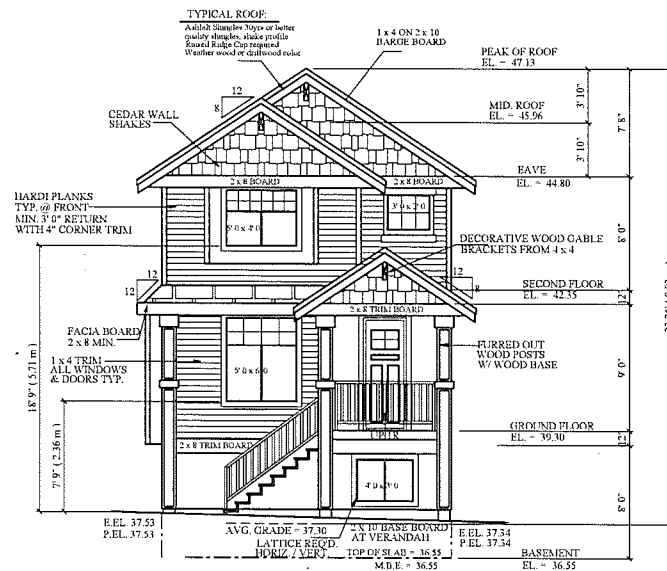 TYPICAL ROOF:
Ashalt Shingles 30yrs or better
quality shingles, shake profile
Raised Ridge Cap required
Weather wood or driftwood color
1 x 4 ON 2 x 10
BARGE BOARD
PEAK OF ROOF
EL. = 47.13
MID. ROOF
EL. = 45.96
3' 10"
3' 10"
7' 8"
12
8
CEDAR WALL
SHAKES
EAVE
EL. = 44.80
2 x 8 BOARD
2 x 8 BOARD
HARDI PLANKS
TYP. @ FRONT
MIN. 3' 0" RETURN
WITH 4" CORNER TRIM
5'0 x 4'0
3'0 x 2'0
8' 0"
DECORATIVE WOOD GABLE
BRACKETS FROM 4 x 4
12
12
12
8
SECOND FLOOR
EL. = 42.35
12"
2 x 8 TRIM BOARD
FACIA BOARD
2 x 8 MIN.
1 x 4 TRIM
ALL WINDOWS
& DOORS TYP.
5'0 x 6'0
FURRED OUT
WOOD POSTS
W/ WOOD BASE
9' 0"
18' 9" ( 5.71 m )
7' 9" ( 2.36 m )
GROUND FLOOR
EL. = 39.30
12"
2 x 8 TRIM BOARD
4'0 x 3'0
8' 3"
E.EL. 37.53
P.EL. 37.53
AVG. GRADE = 37.30
2 x 10 BASE BOARD
AT VERANDAH
LATTICE REQ'D.
HORIZ. / VERT.
E.EL. 37.34
P.EL. 37.34
TOP OF SLAB = 36.55
M.B.E. = 36.55
BASEMENT
EL. = 36.55